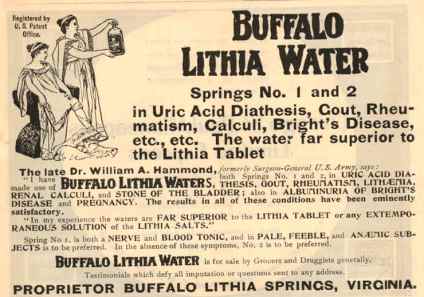 Registered by
U. S. Patent
Office.
BUFFALO
LITHIA WATER
Springs No. 1 and 2
in Uric Acid Diathesis, Gout, Rheu-
matism, Calculi, Bright's Disease,
etc., etc. The water far superior to
the Lithia Tablet
The late Dr. William A. Hammond, formerly Surgeon-General U. S. Army, says:
"I have made use of BUFFALO LITHIA WATERS, both Springs No. 1 and 2, in URIC ACID DIA-
THESIS, GOUT, RHEUMATISM, LITHÆMIA,
RENAL CALCULI, and STONE OF THE BLADDER; also in ALBUMINURIA OF BRIGHT'S
DISEASE and PREGNANCY. The results in all of these conditions have been eminently
satisfactory.
"In my experience the waters are FAR SUPERIOR to the LITHIA TABLET or any EXTEMPO-
RANEOUS SOLUTION of the LITHIA SALTS."
Spring No. 1, is both a NERVE and BLOOD TONIC, and in PALE, FEEBLE, and ANÆMIC SUB-
JECTS is to be preferred. In the absence of these symptoms, No. 2 is to be preferred.
BUFFALO LITHIA WATER is for sale by Grocers and Druggists generally.
Testimonials which defy all imputation or questions sent to any address.
PROPRIETOR BUFFALO LITHIA SPRINGS, VIRGINIA.